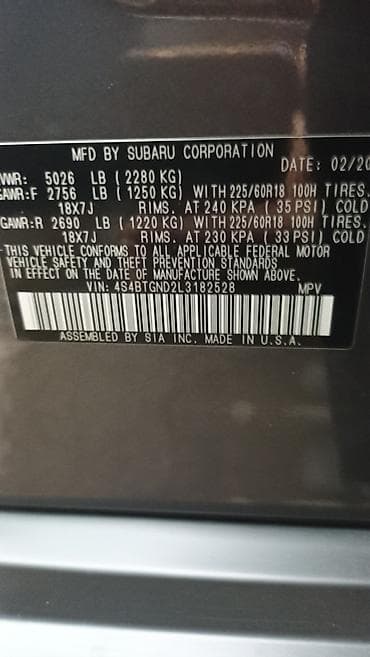 MFD BY SUBARU CORPORATION
DATE: 02/20
VWR: 5026 LB (2280 KG)
GAWR:F 2756 LB (1250 KG) WITH 225/60R18 100H TIRES.
18X7J RIMS. AT 240 KPA (35 PSI) COLD
GAWR:R 2690 LB (1220 KG) WITH 225/60R18 100H TIRES.
18X7J RIMS. AT 230 KPA (33 PSI) COLD
THIS VEHICLE CONFORMS TO ALL APPLICABLE FEDERAL MOTOR
VEHICLE SAFETY AND THEFT PREVENTION STANDARDS
IN EFFECT ON THE DATE OF MANUFACTURE SHOWN ABOVE.
VIN: 4S4BTGND2L3182528 MPV
ASSEMBLED BY SIA INC. MADE IN U.S.A.